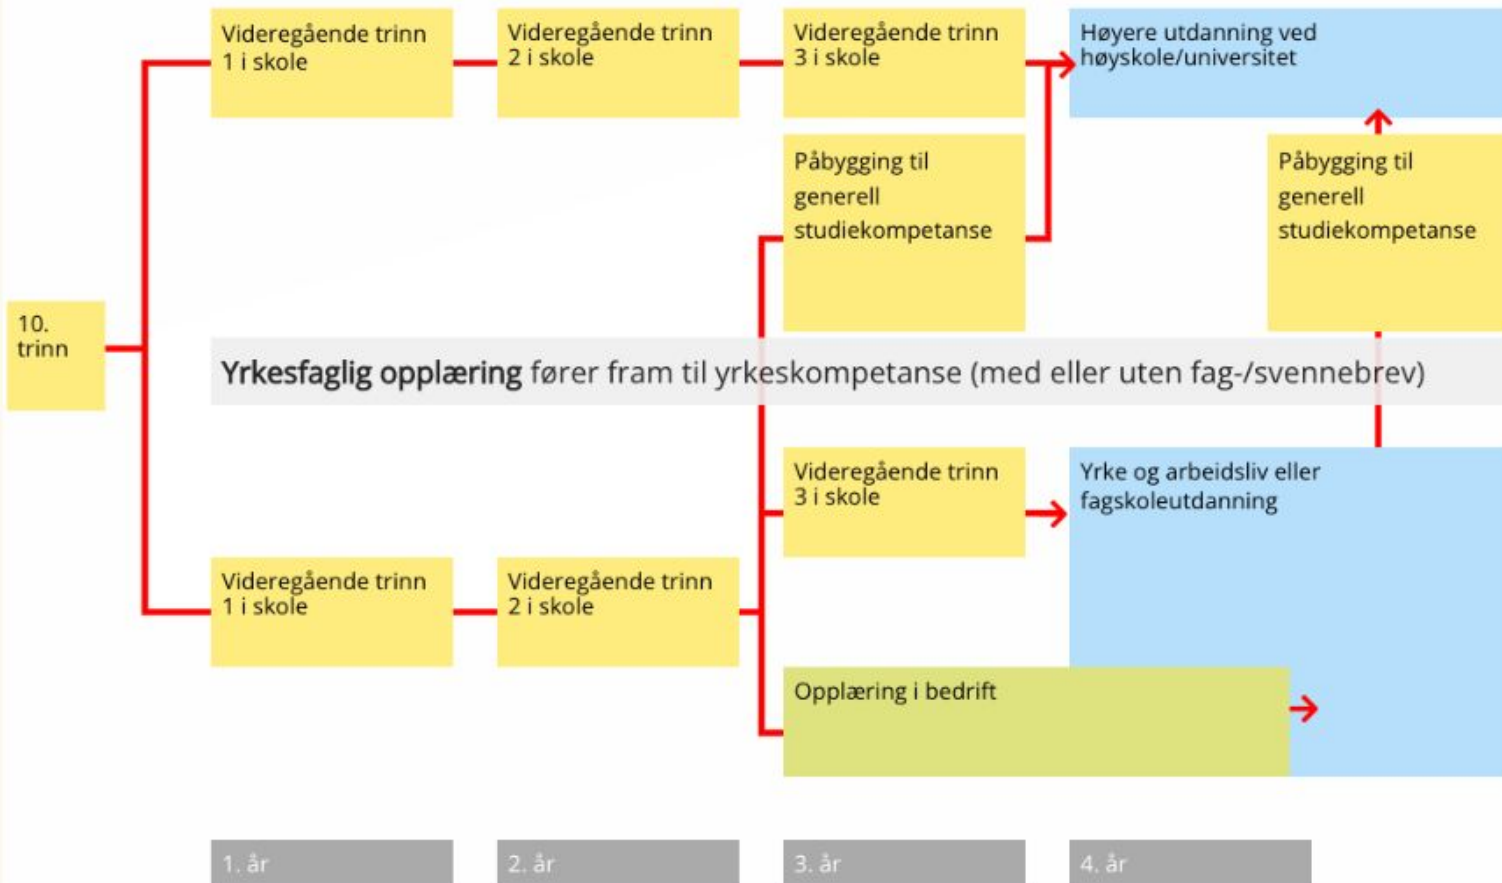 Videregående trinn
1 i skole
Videregående trinn
2 i skole
Videregående trinn
3 i skole
Høyere utdanning ved
høyskole/universitet
Påbygging til
generell
studiekompetanse
Påbygging til
generell
studiekompetanse
10.
trinn
Yrkesfaglig opplæring fører fram til yrkeskompetanse (med eller uten fag-/svennebrev)
Videregående trinn
3 i skole
Yrke og arbeidsliv eller
fagskoleutdanning
Videregående trinn
1 i skole
Videregående trinn
2 i skole
Opplæring i bedrift
1. år
2. år
3. år
4. år